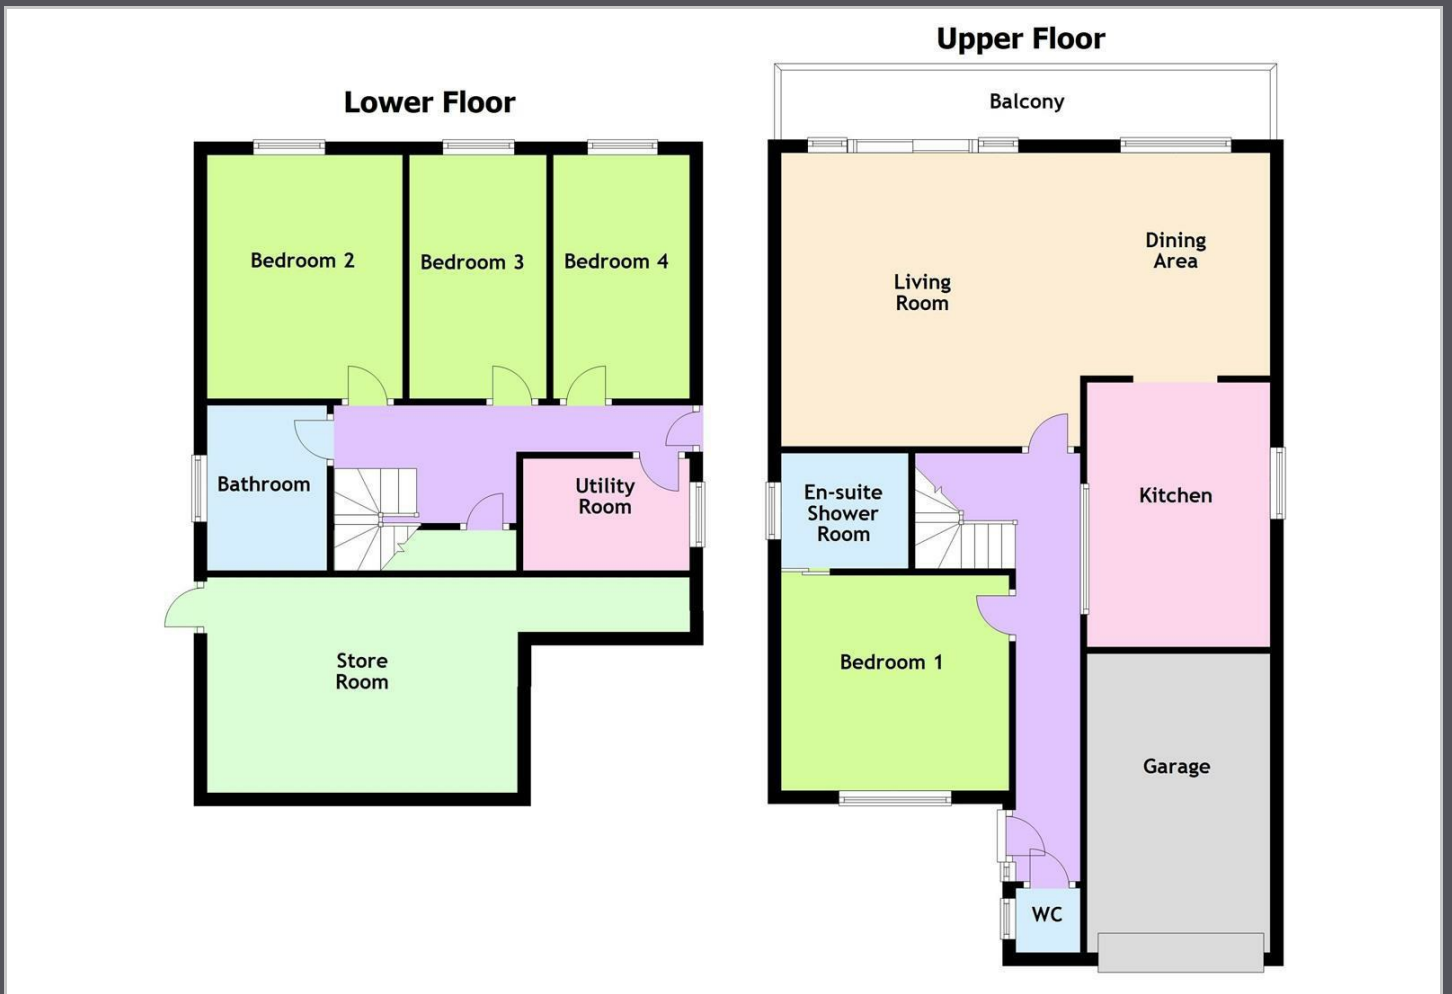 Lower Floor
Bedroom 2
Bedroom 3
Bedroom 4
Bathroom
Utility
Room
Store
Room
Upper Floor
Balcony
Living
Room
Dining
Area
En-suite
Shower
Room
Kitchen
Bedroom 1
Garage
WC